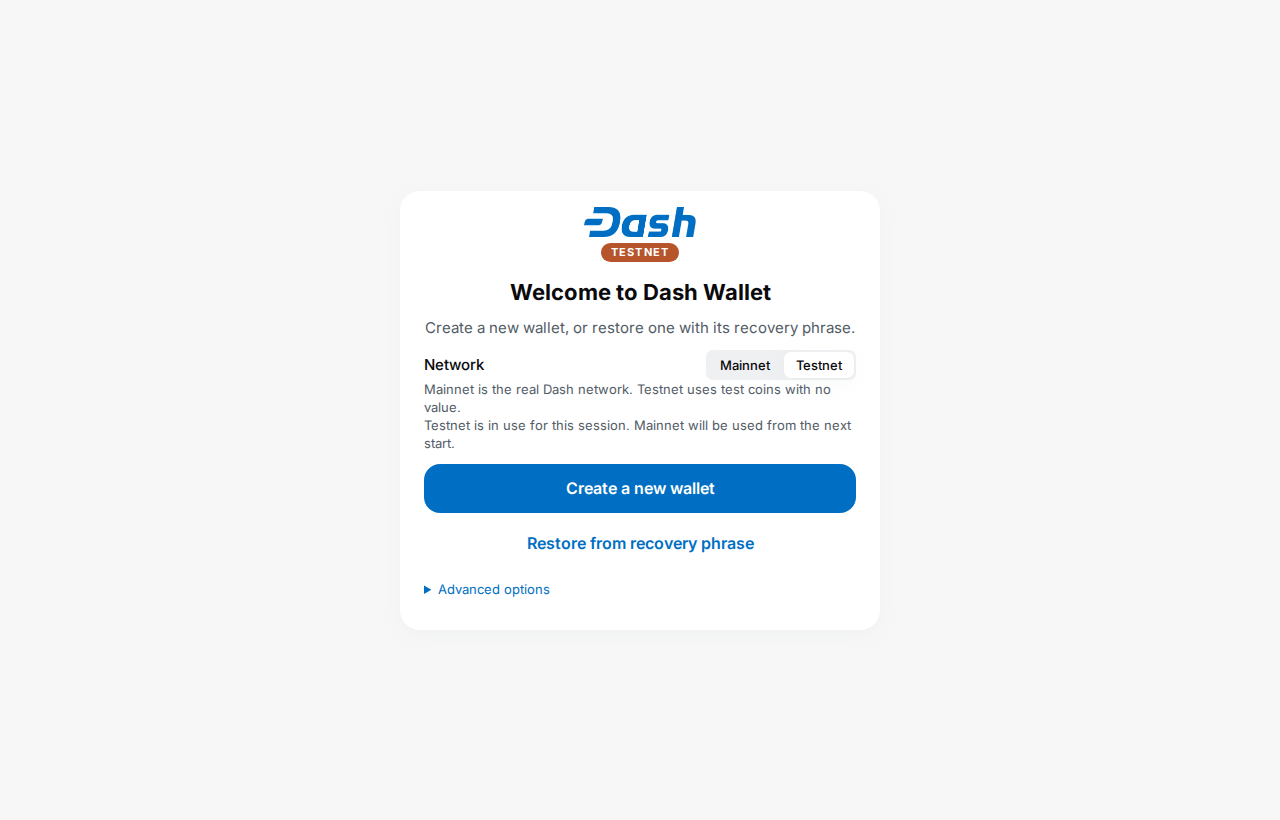 Dash
TESTNET
Welcome to Dash Wallet
Create a new wallet, or restore one with its recovery phrase.
Network
Mainnet Testnet
Mainnet is the real Dash network. Testnet uses test coins with no
value.
Testnet is in use for this session. Mainnet will be used from the next
start.
Create a new wallet
Restore from recovery phrase
Advanced options